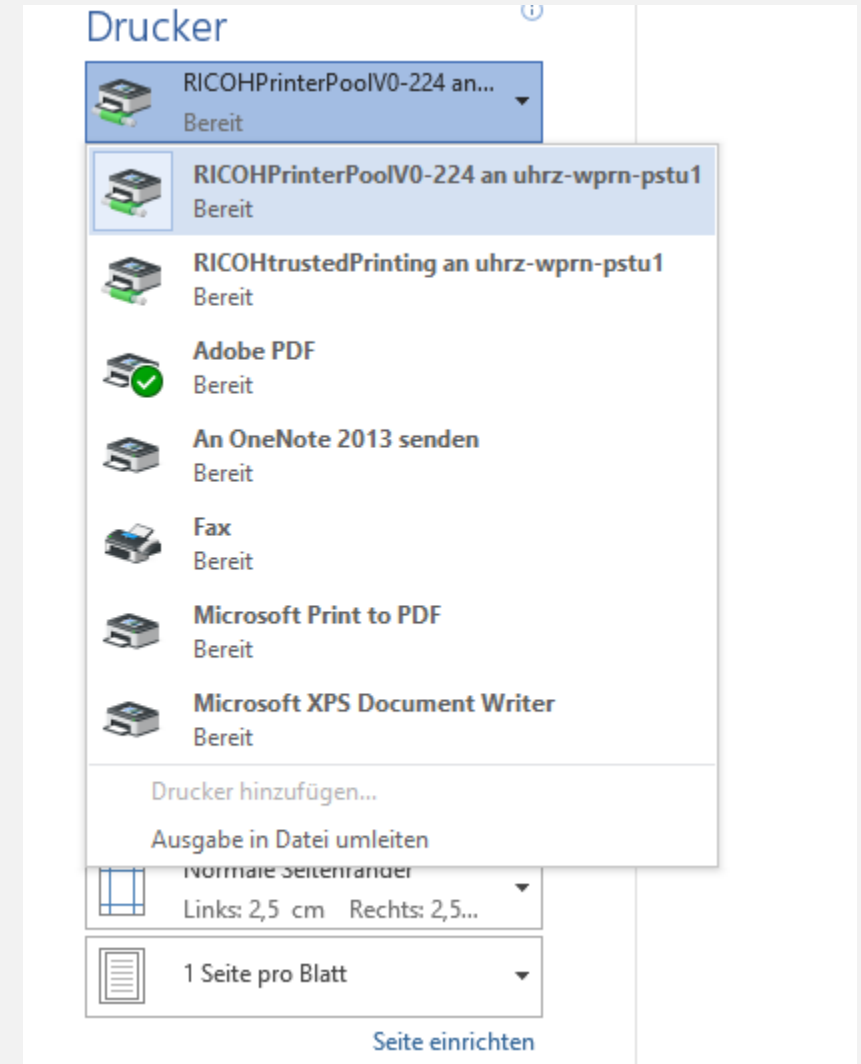 Drucker
RICOHPrinterPoolV0-224 an...
Bereit
RICOHPrinterPoolV0-224 an uhrz-wprn-pstu1
Bereit
RICOHtrustedPrinting an uhrz-wprn-pstu1
Bereit
Adobe PDF
Bereit
An OneNote 2013 senden
Bereit
Fax
Bereit
Microsoft Print to PDF
Bereit
Microsoft XPS Document Writer
Bereit
Drucker hinzufügen...
Ausgabe in Datei umleiten
Normale Seitenränder
Links: 2,5 cm Rechts: 2,5...
1 Seite pro Blatt
Seite einrichten